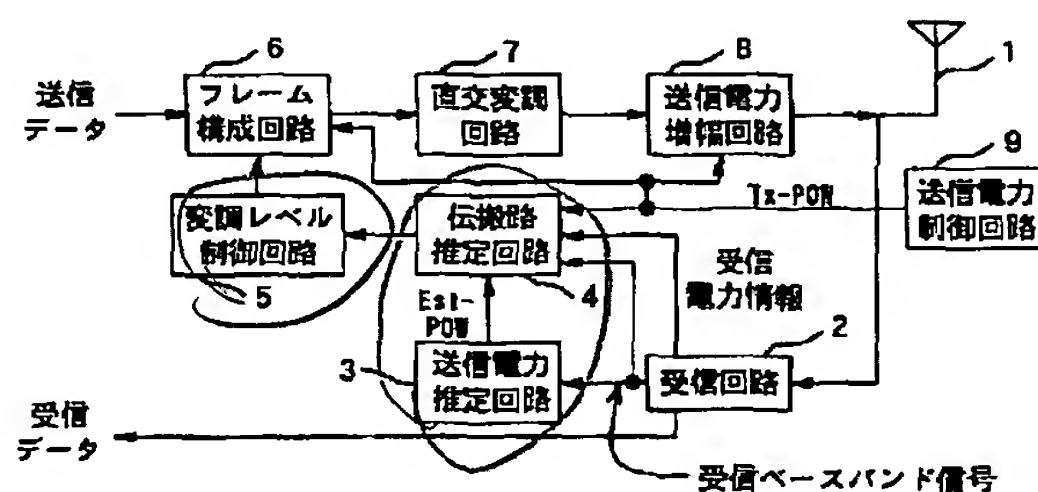 6
7
8
1
送信
データ
フレーム
構成回路
直交変調
回路
送信電力
増幅回路
9
送信電力
制御回路
Tx-POW
変調レベル
制御回路
5
伝搬路
推定回路
4
受信
電力情報
Est-
POW
2
3
送信電力
推定回路
受信回路
受信
データ
受信ベースバンド信号